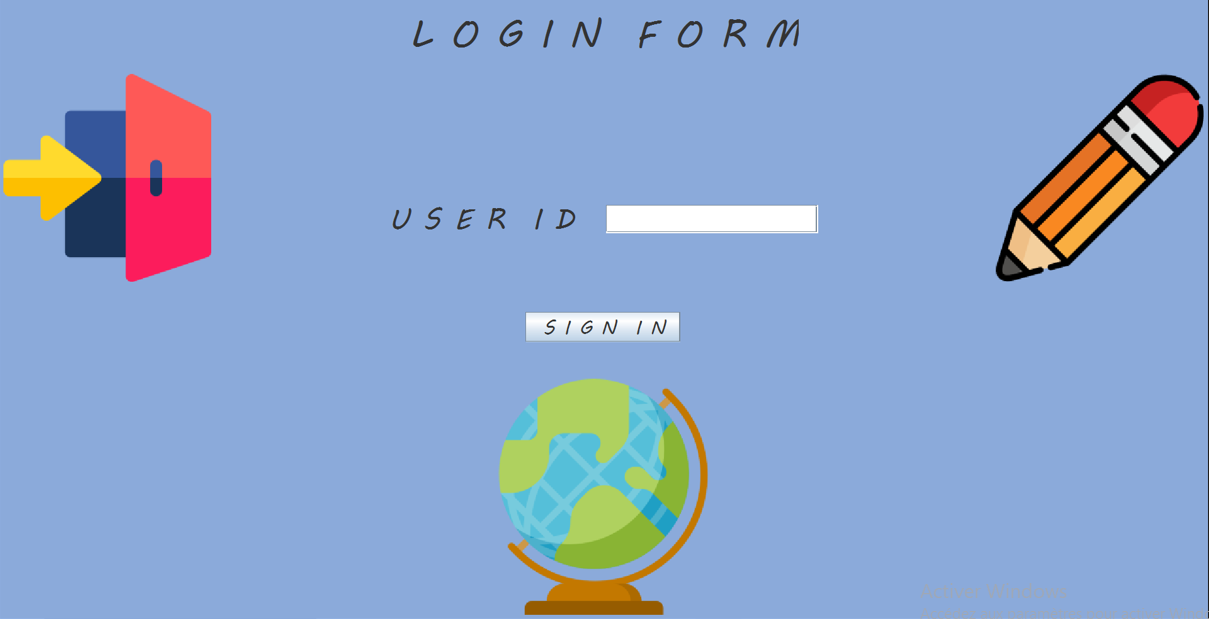 LOGIN FORM
USER ID
SIGN IN